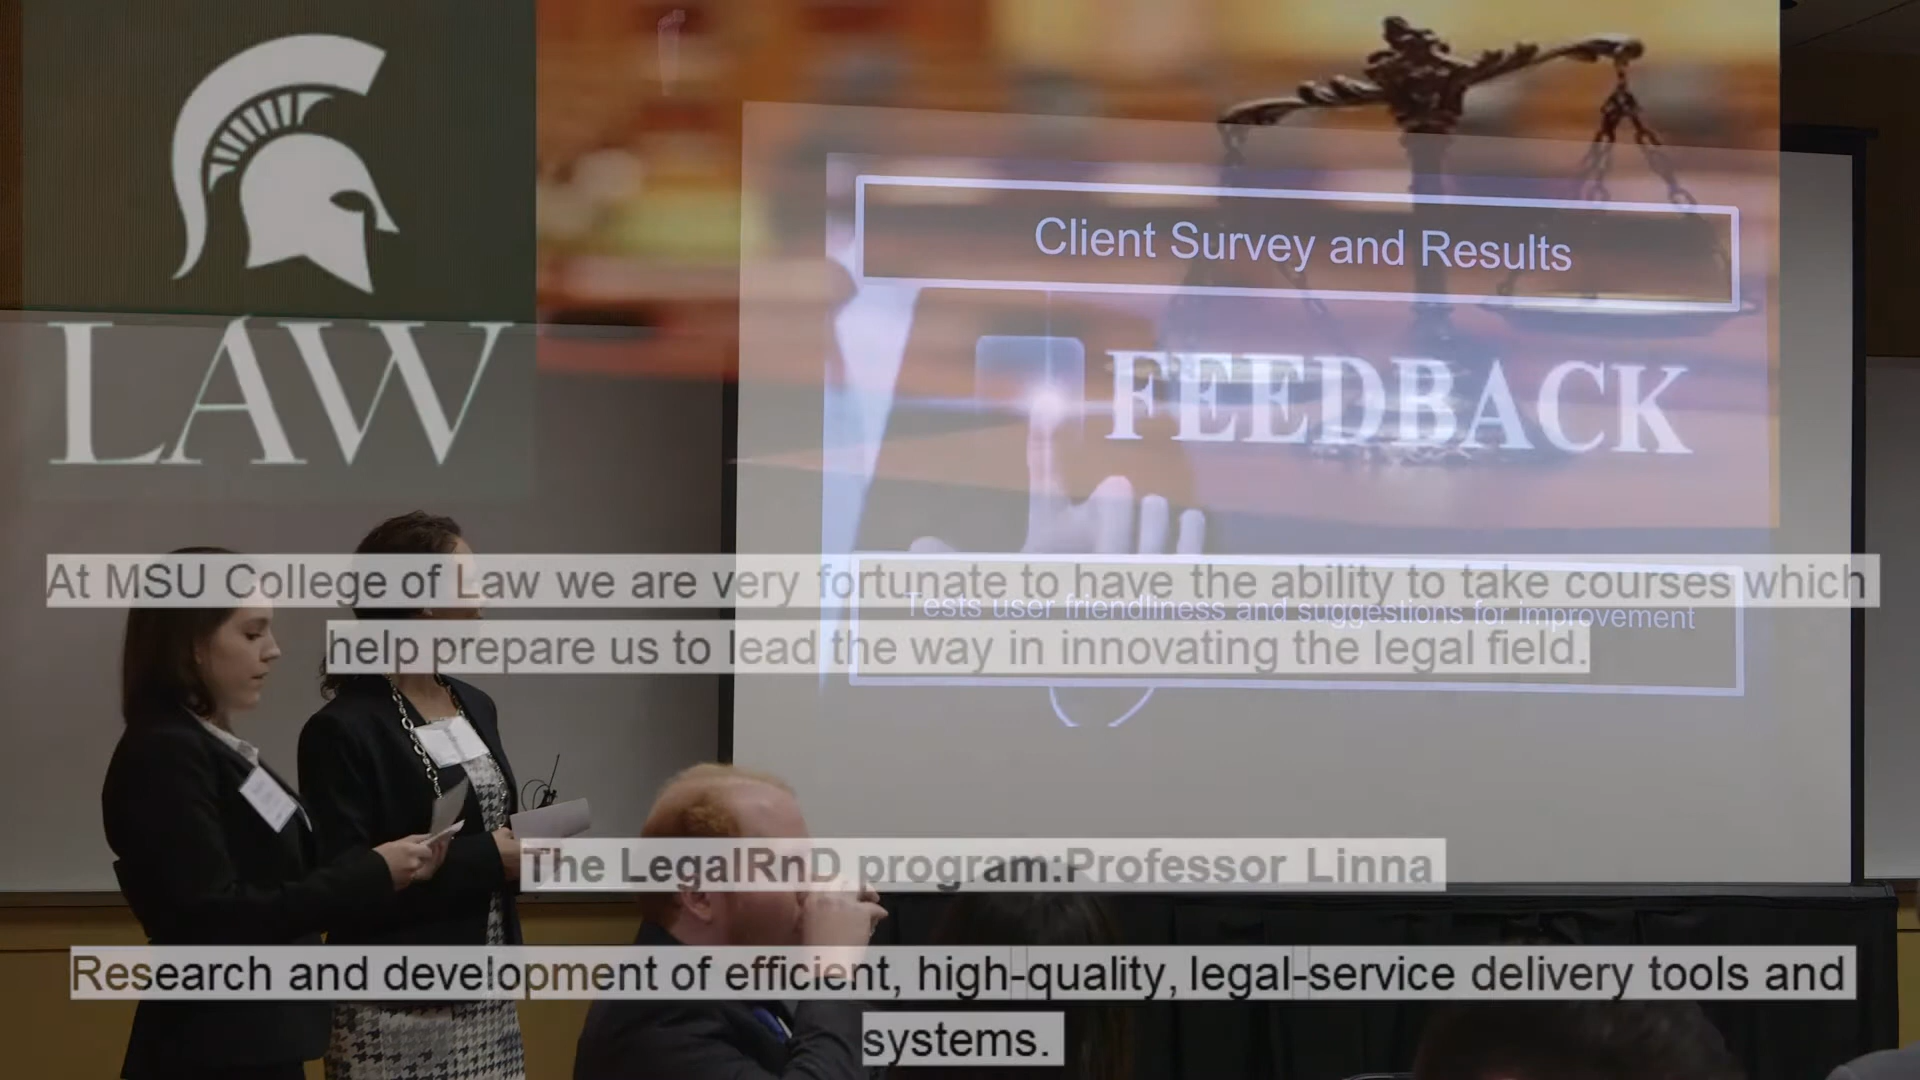 LAW
Client Survey and Results
FEEDBACK
At MSU College of Law we are very fortunate to have the ability to take courses which
Tests user friendliness and suggestions for improvement
help prepare us to lead the way in innovating the legal field.
The LegalRnD program:Professor Linna
Research and development of efficient, high-quality, legal-service delivery tools and
systems.